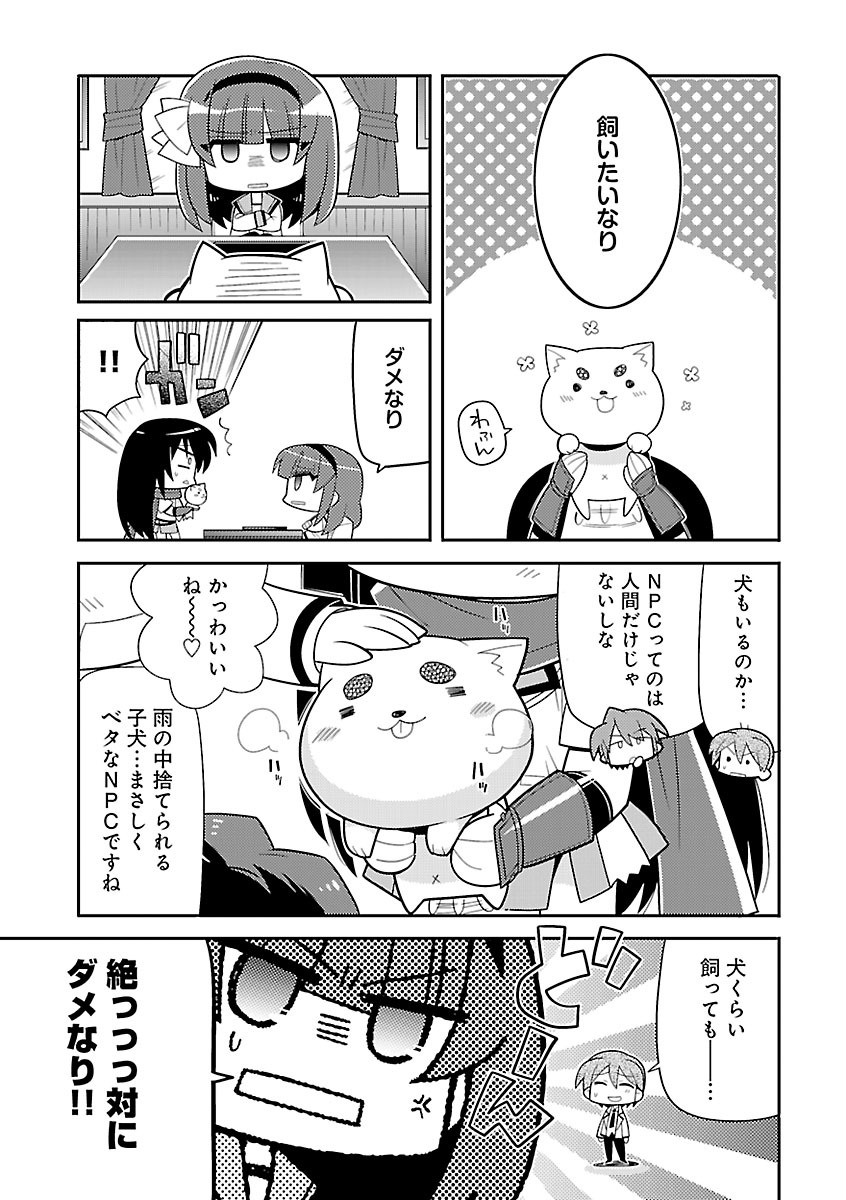 飼いたいなり
わふん
ダメなり
ガーン
!!
犬もいるのか…
NPCってのは
人間だけじゃ
ないしな
かっわいい
ね～～♡
雨の中捨てられる
子犬…まさしく
ベタなNPCですね
犬くらい
飼っても――…
どーん
絶っっっ対に
ダメなり!!